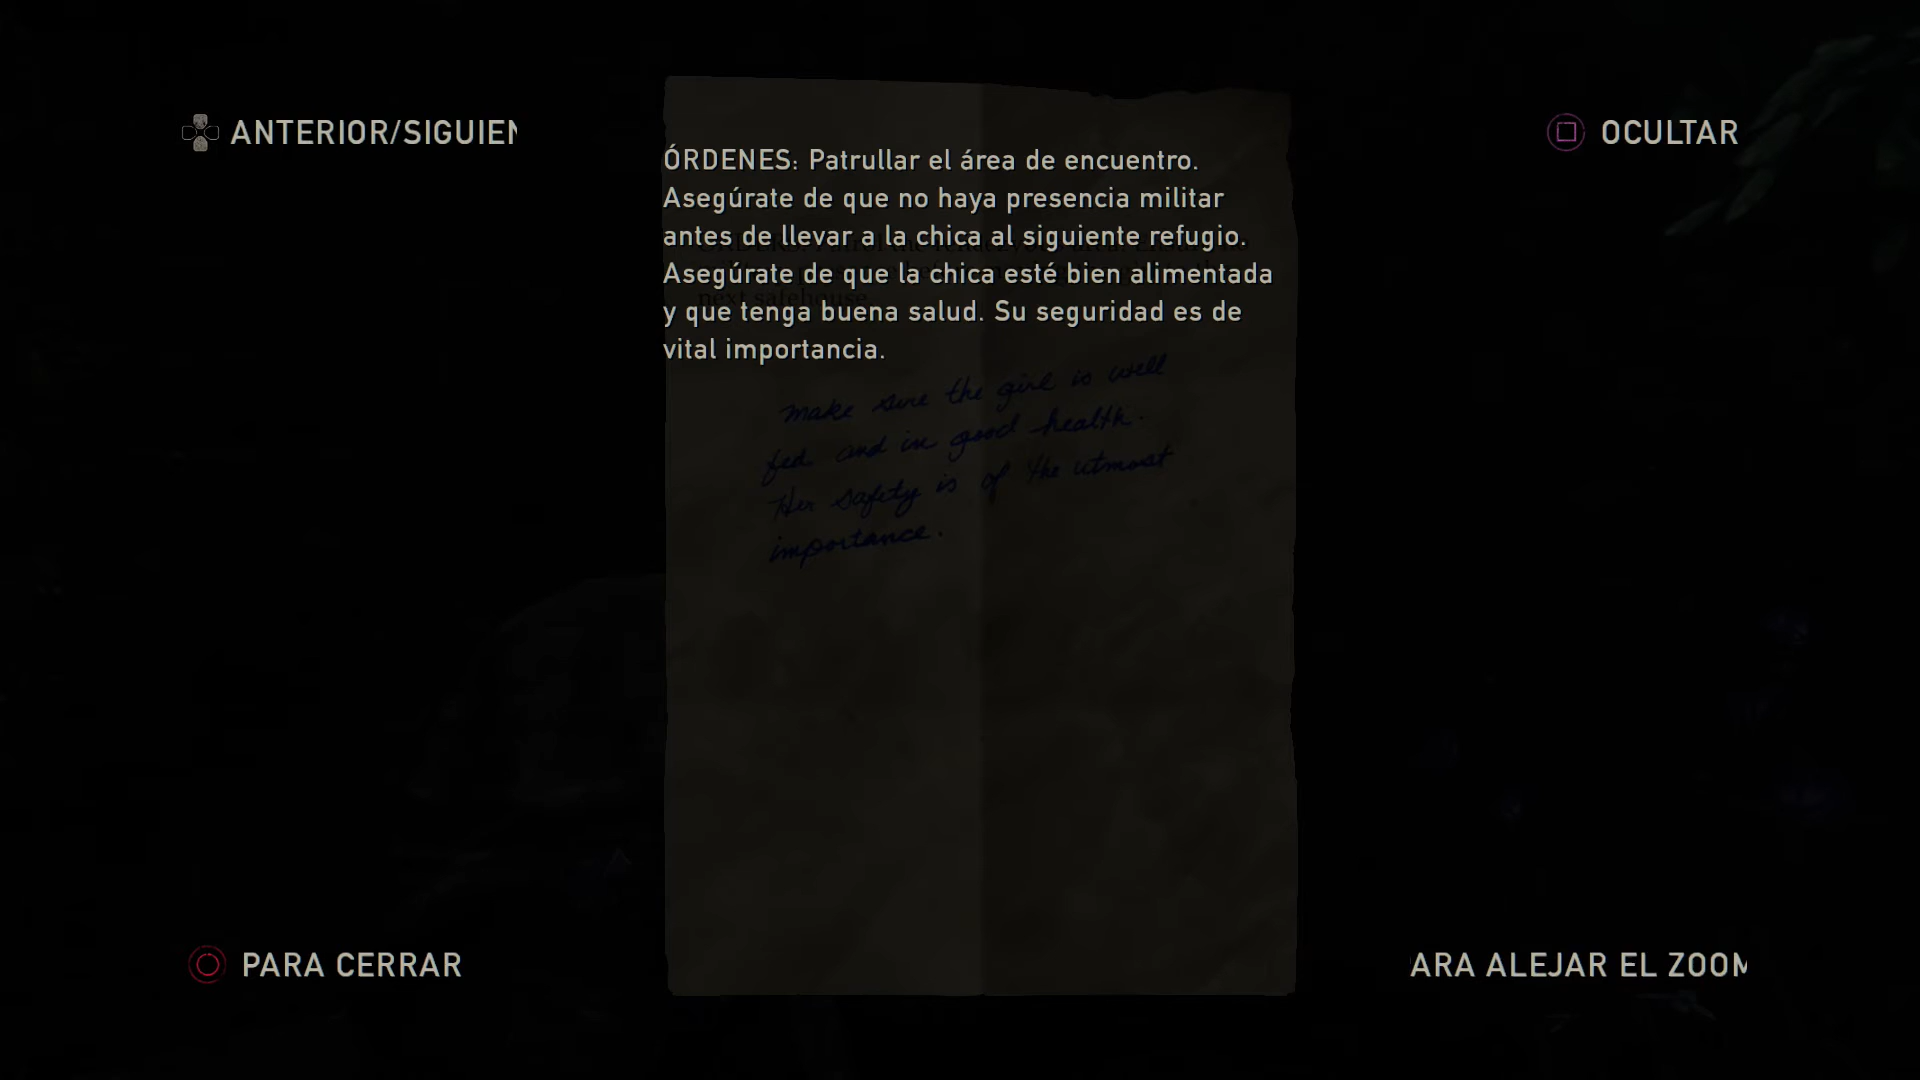 ANTERIOR/SIGUIEN
OCULTAR
ÓRDENES: Patrullar el área de encuentro.
Asegúrate de que no haya presencia militar
antes de llevar a la chica al siguiente refugio.
Asegúrate de que la chica esté bien alimentada
y que tenga buena salud. Su seguridad es de
vital importancia.
next safehouse.
make sure the girl is well
fed and in good health.
Her safety is of the utmost
importance.
PARA CERRAR
ARA ALEJAR EL ZOOM